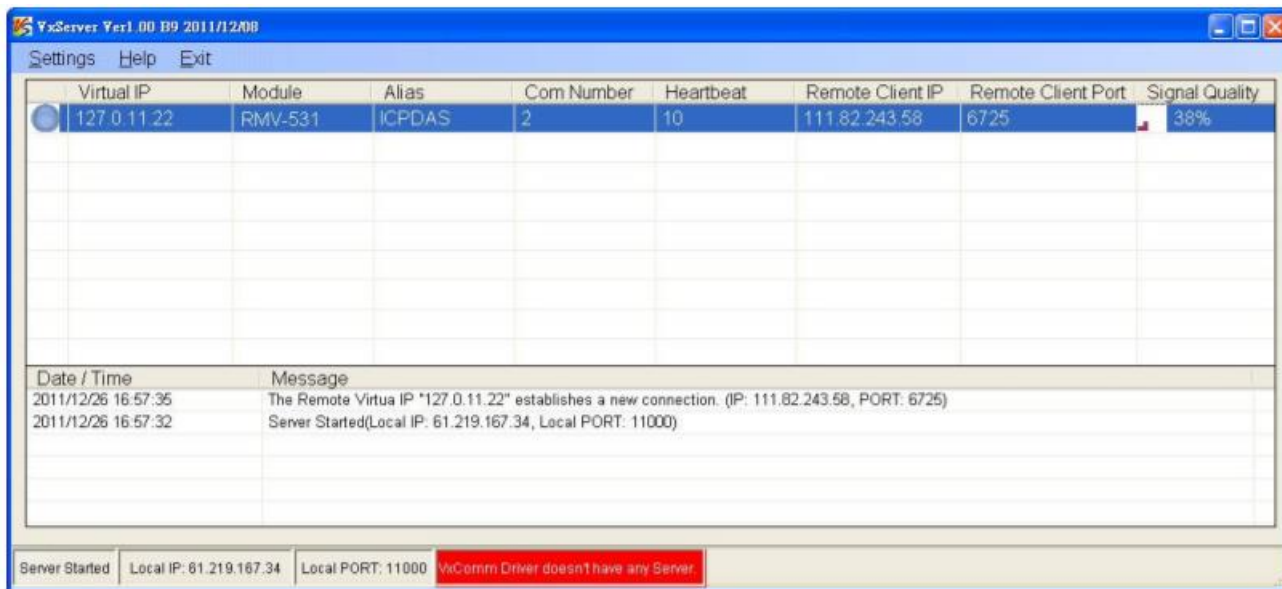 VxServer Ver1.00 B9 2011/12/08
Settings Help Exit
Virtual IP Module Alias Com Number Heartbeat Remote Client IP Remote Client Port Signal Quality
127.0.11.22 RMV-531 ICPDAS 2 10 111.82.243.58 6725 38%
Date / Time Message
2011/12/26 16:57:35 The Remote Virtua IP "127.0.11.22" establishes a new connection. (IP: 111.82.243.58, PORT: 6725)
2011/12/26 16:57:32 Server Started(Local IP: 61.219.167.34, Local PORT: 11000)
Server Started Local IP: 61.219.167.34 Local PORT: 11000 VxComm Driver doesn't have any Server.